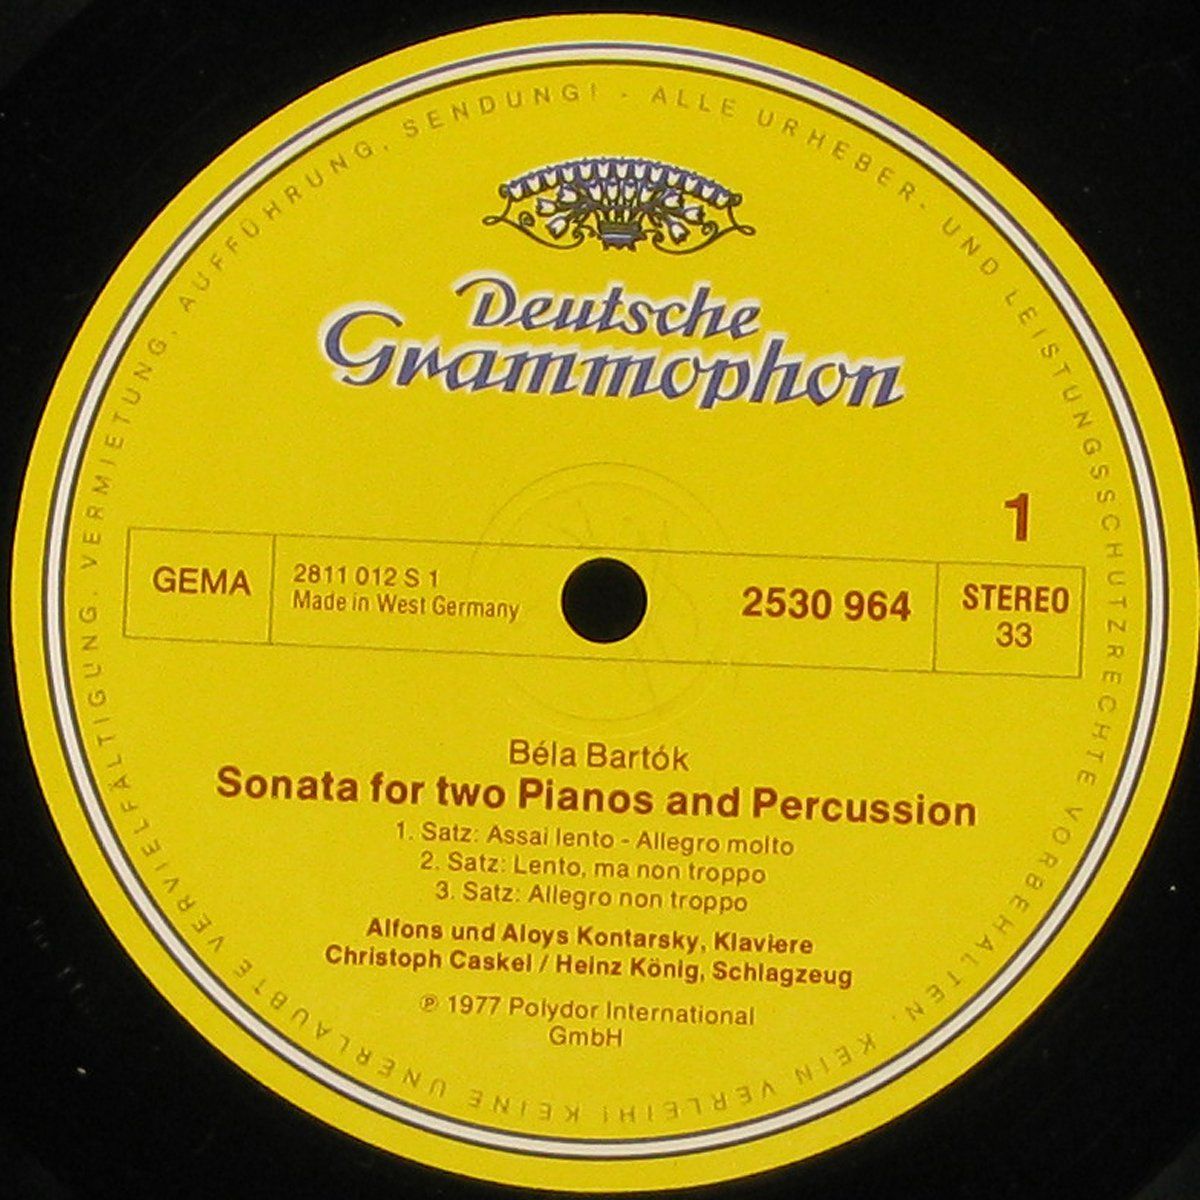 ALLE URHEBER- UND LEISTUNGSSCHUTZRECHTE VORBEHALTEN. KEIN VERLEIH! KEINE UNERLAUBTE VERVIELFÄLTIGUNG, VERMIETUNG, AUFFÜHRUNG, SENDUNG! -
Deutsche
Grammophon
1
GEMA
2811 012 S 1
Made in West Germany
2530 964
STEREO
33
Béla Bartók
Sonata for two Pianos and Percussion
1. Satz: Assai lento - Allegro molto
2. Satz: Lento, ma non troppo
3. Satz: Allegro non troppo
Alfons und Aloys Kontarsky, Klaviere
Christoph Caskel / Heinz König, Schlagzeug
℗ 1977 Polydor International
GmbH